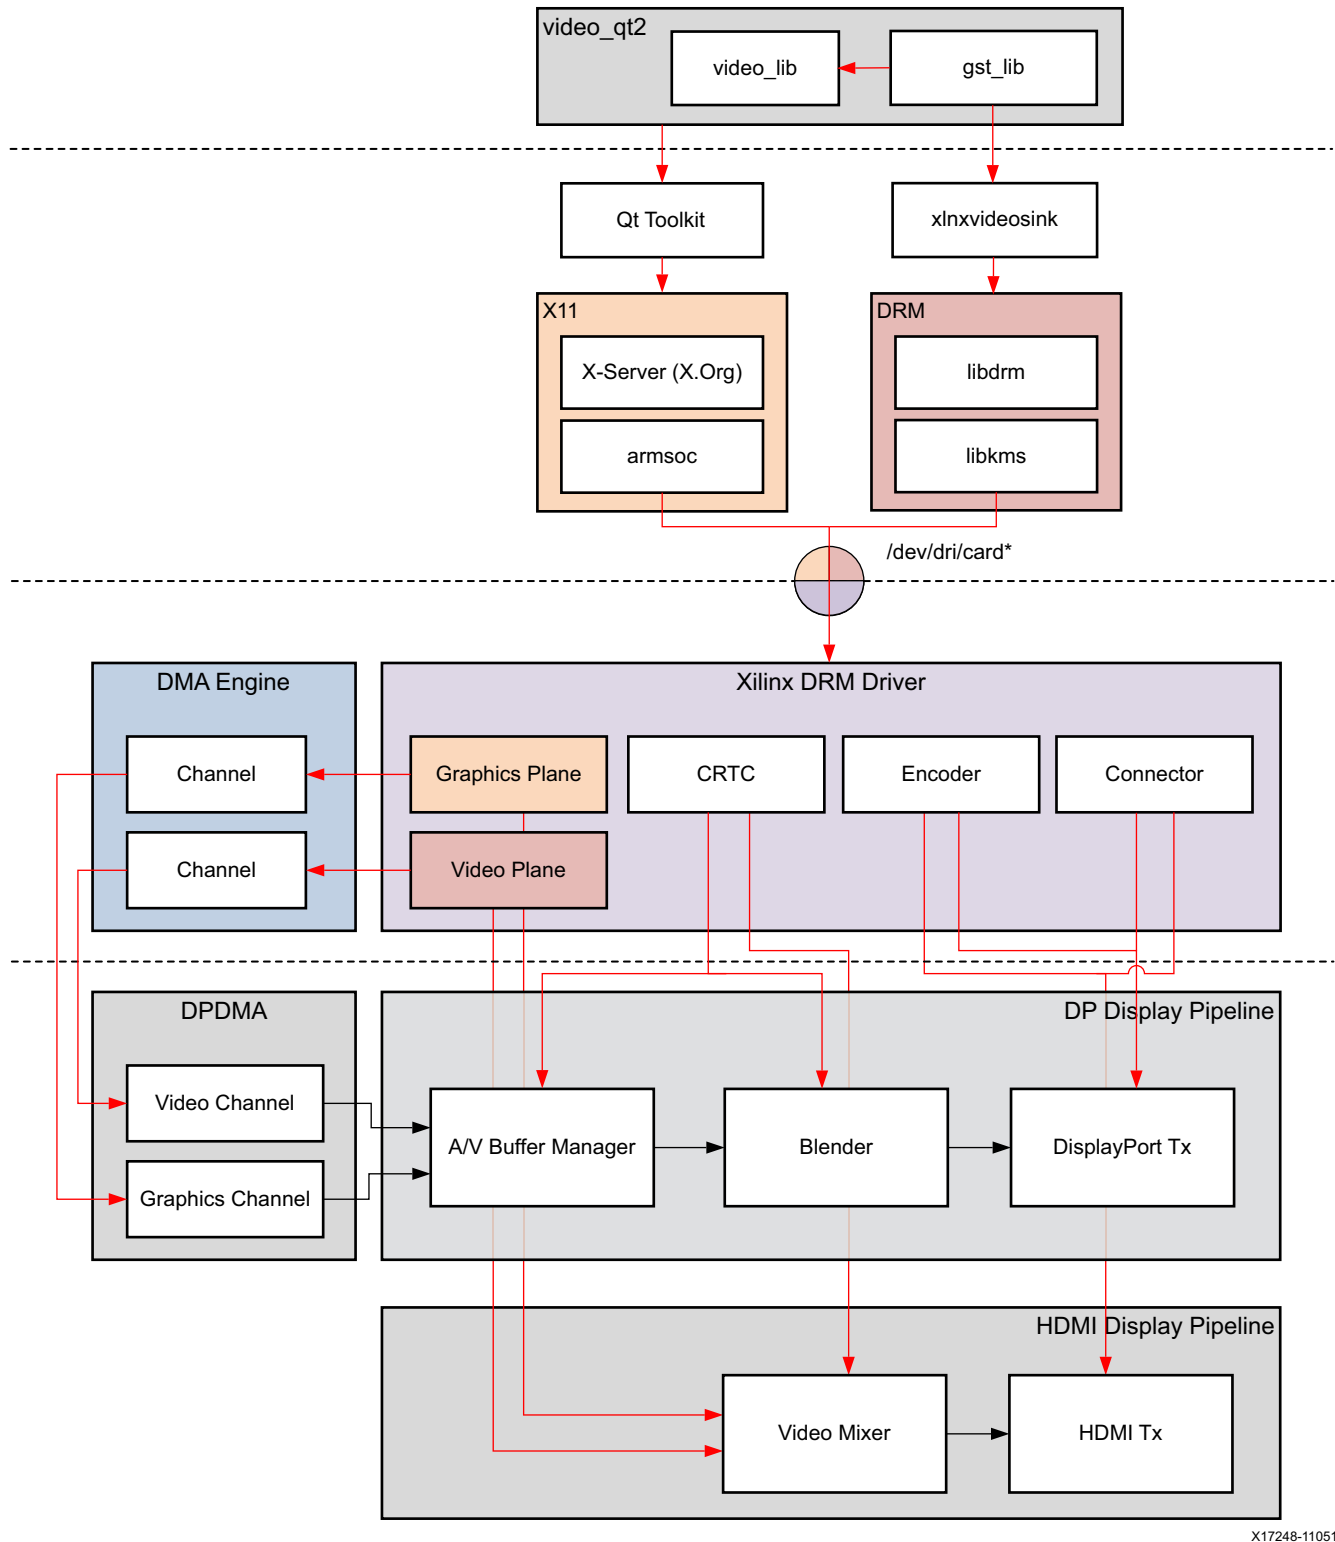 video_qt2
video_lib
gst_lib
Qt Toolkit
xlnxvideosink
X11
DRM
X-Server (X.Org)
libdrm
armsoc
libkms
/dev/dri/card*
DMA Engine
Xilinx DRM Driver
Channel
Graphics Plane
CRTC
Encoder
Connector
Channel
Video Plane
DPDMA
DP Display Pipeline
Video Channel
A/V Buffer Manager
Blender
DisplayPort Tx
Graphics Channel
HDMI Display Pipeline
Video Mixer
HDMI Tx
X17248-11051